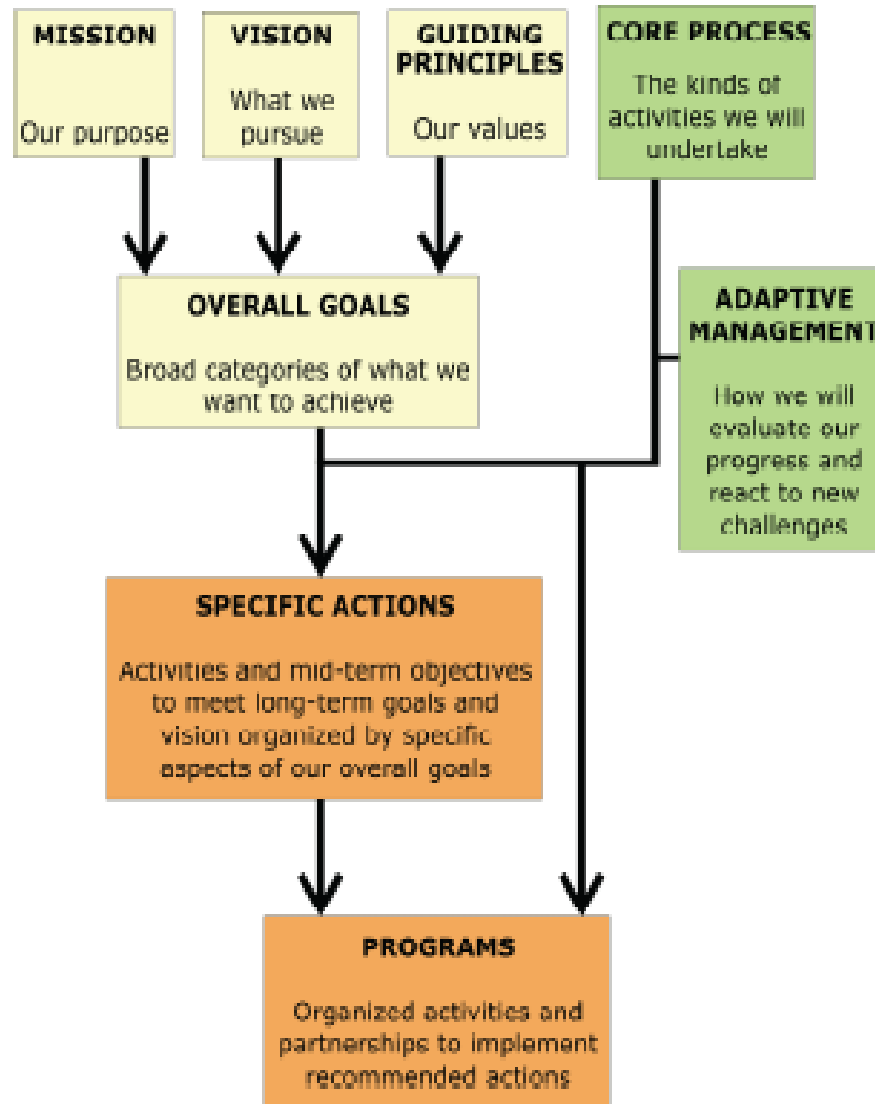 MISSION
Our purpose
VISION
What we
pursue
GUIDING
PRINCIPLES
Our values
CORE PROCESS
The kinds of
activities we will
undertake
OVERALL GOALS
Broad categories of what we
want to achieve
ADAPTIVE
MANAGEMENT
How we will
evaluate our
progress and
react to new
challenges
SPECIFIC ACTIONS
Activities and mid-term objectives
to meet long-term goals and
vision organized by specific
aspects of our overall goals
PROGRAMS
Organized activities and
partnerships to implement
recommended actions